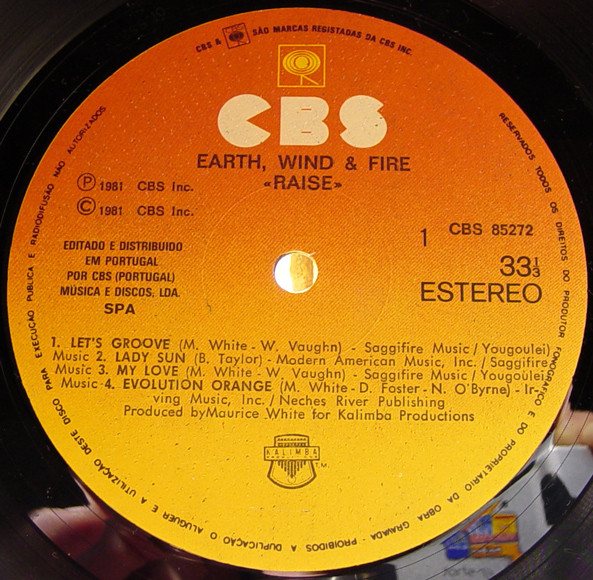 CBS & SÃO MARCAS REGISTADAS DA CBS INC.
CBS
EARTH, WIND & FIRE
«RAISE»
Ⓟ 1981 CBS Inc.
© 1981 CBS Inc.
EDITADO E DISTRIBUIDO
EM PORTUGAL
POR CBS (PORTUGAL)
MÚSICA E DISCOS, LDA.
SPA
1 CBS 85272
33⅓
ESTEREO
1. LET'S GROOVE (M. White - W. Vaughn) - Saggifire Music / Yougoulei)
Music 2. LADY SUN (B. Taylor) - Modern American Music, Inc. / Saggifire
Music 3. MY LOVE (M. White - W. Vaughn) - Saggifire Music / Yougoulei
Music 4. EVOLUTION ORANGE (M. White - D. Foster - N. O'Byrne) - Ir-
ving Music, Inc. / Neches River Publishing
Produced byMaurice White for Kalimba Productions
KALIMBA
PRODUCTIONS
T.M.
RESERVADOS TODOS OS DIREITOS DO PRODUTOR FONOGRÁFICO E DO PROPRIETARIO DA OBRA GRAVADA - PROIBIDOS A DUPLICAÇÃO O ALUGUER E A UTILIZAÇÃO DESTE DISCO PARA EXECUÇÃO PUBLICA E RADIODIFUSÃO NÃO AUTORIZADOS